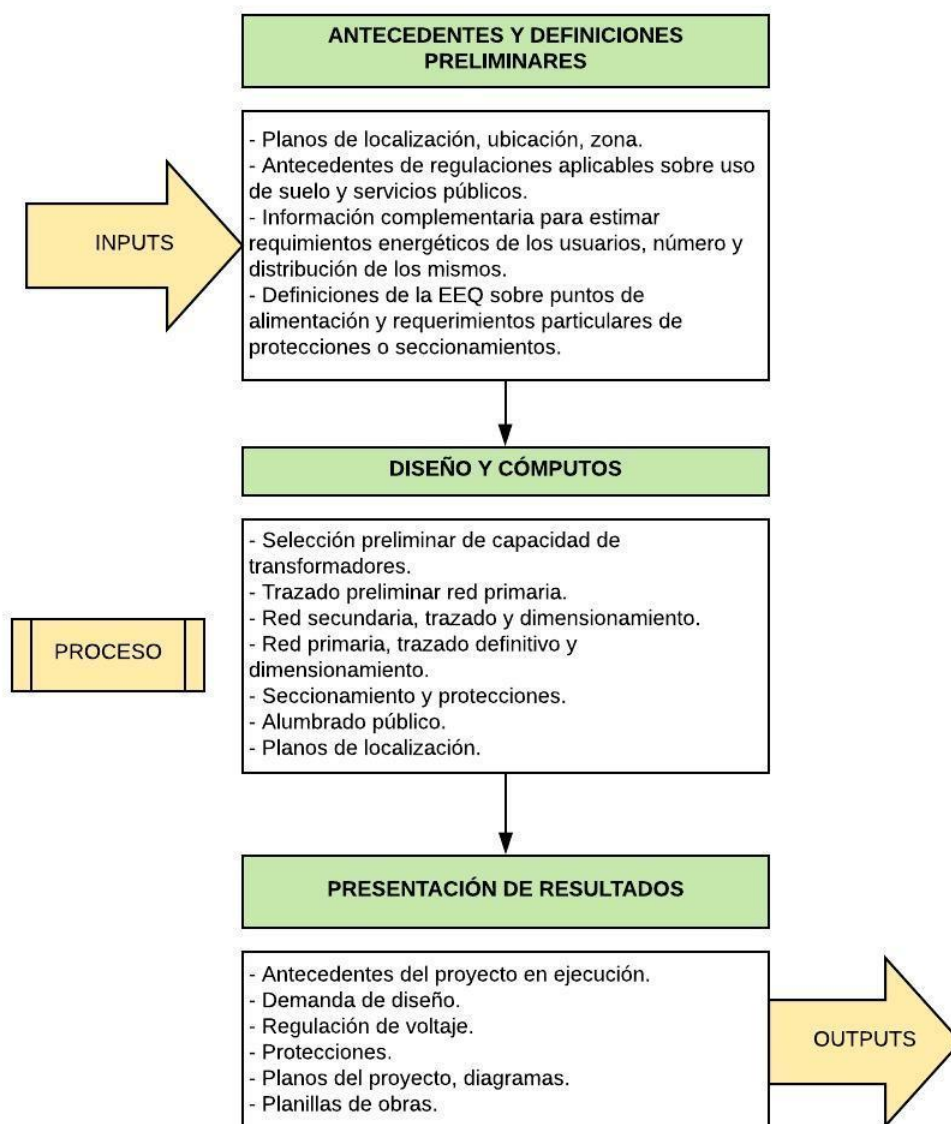 ANTECEDENTES Y DEFINICIONES
PRELIMINARES
- Planos de localización, ubicación, zona.
- Antecedentes de regulaciones aplicables sobre uso
de suelo y servicios públicos.
- Información complementaria para estimar
requimientos energéticos de los usuarios, número y
distribución de los mismos.
- Definiciones de la EEQ sobre puntos de
alimentación y requerimientos particulares de
protecciones o seccionamientos.
INPUTS
DISEÑO Y CÓMPUTOS
- Selección preliminar de capacidad de
transformadores.
- Trazado preliminar red primaria.
- Red secundaria, trazado y dimensionamiento.
- Red primaria, trazado definitivo y
dimensionamiento.
- Seccionamiento y protecciones.
- Alumbrado público.
- Planos de localización.
PROCESO
PRESENTACIÓN DE RESULTADOS
- Antecedentes del proyecto en ejecución.
- Demanda de diseño.
- Regulación de voltaje.
- Protecciones.
- Planos del proyecto, diagramas.
- Planillas de obras.
OUTPUTS